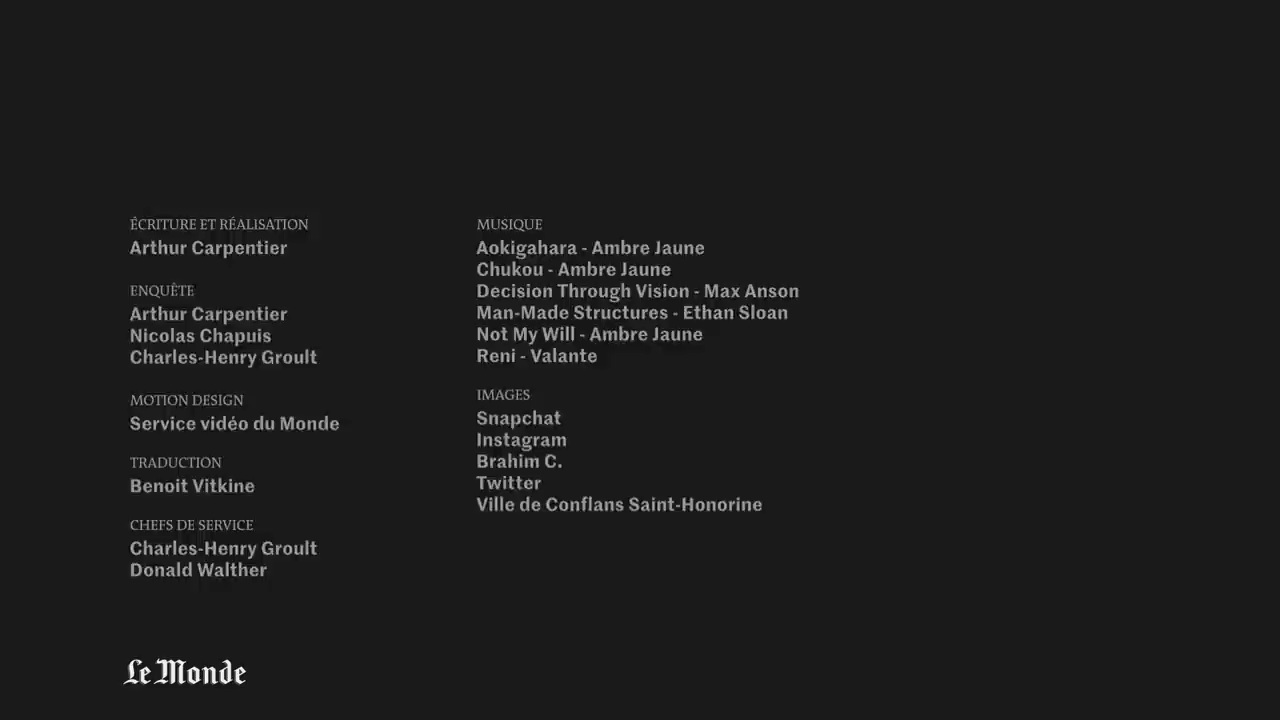 ÉCRITURE ET RÉALISATION
Arthur Carpentier
ENQUÊTE
Arthur Carpentier
Nicolas Chapuis
Charles-Henry Groult
MOTION DESIGN
Service vidéo du Monde
TRADUCTION
Benoit Vitkine
CHEFS DE SERVICE
Charles-Henry Groult
Donald Walther
MUSIQUE
Aokigahara - Ambre Jaune
Chukou - Ambre Jaune
Decision Through Vision - Max Anson
Man-Made Structures - Ethan Sloan
Not My Will - Ambre Jaune
Reni - Valante
IMAGES
Snapchat
Instagram
Brahim C.
Twitter
Ville de Conflans Saint-Honorine
Le Monde